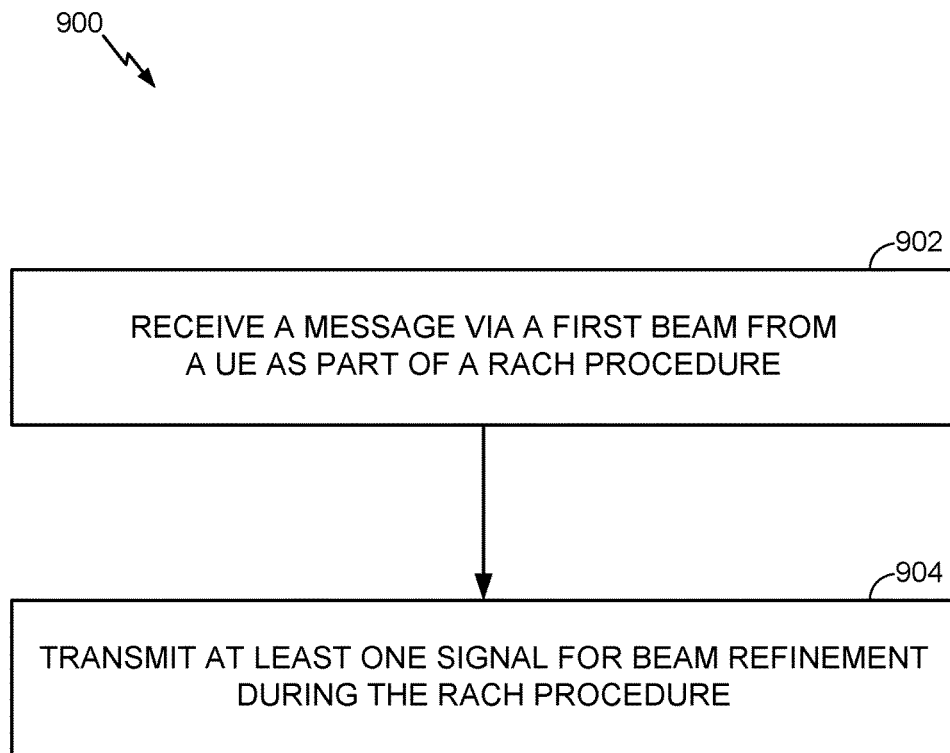 900
902
RECEIVE A MESSAGE VIA A FIRST BEAM FROM
A UE AS PART OF A RACH PROCEDURE
904
TRANSMIT AT LEAST ONE SIGNAL FOR BEAM REFINEMENT
DURING THE RACH PROCEDURE